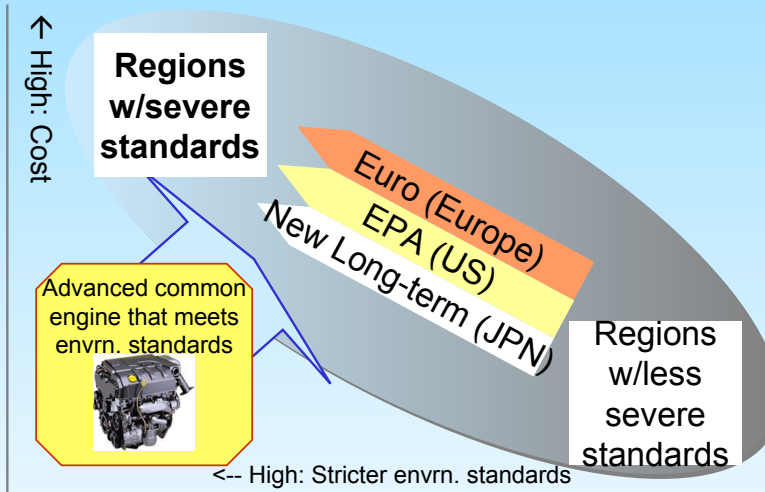 ← High: Cost
Regions
w/severe
standards
Euro (Europe)
EPA (US)
New Long-term (JPN)
Advanced common
engine that meets
envrn. standards
Regions
w/less
severe
standards
<-- High: Stricter envrn. standards